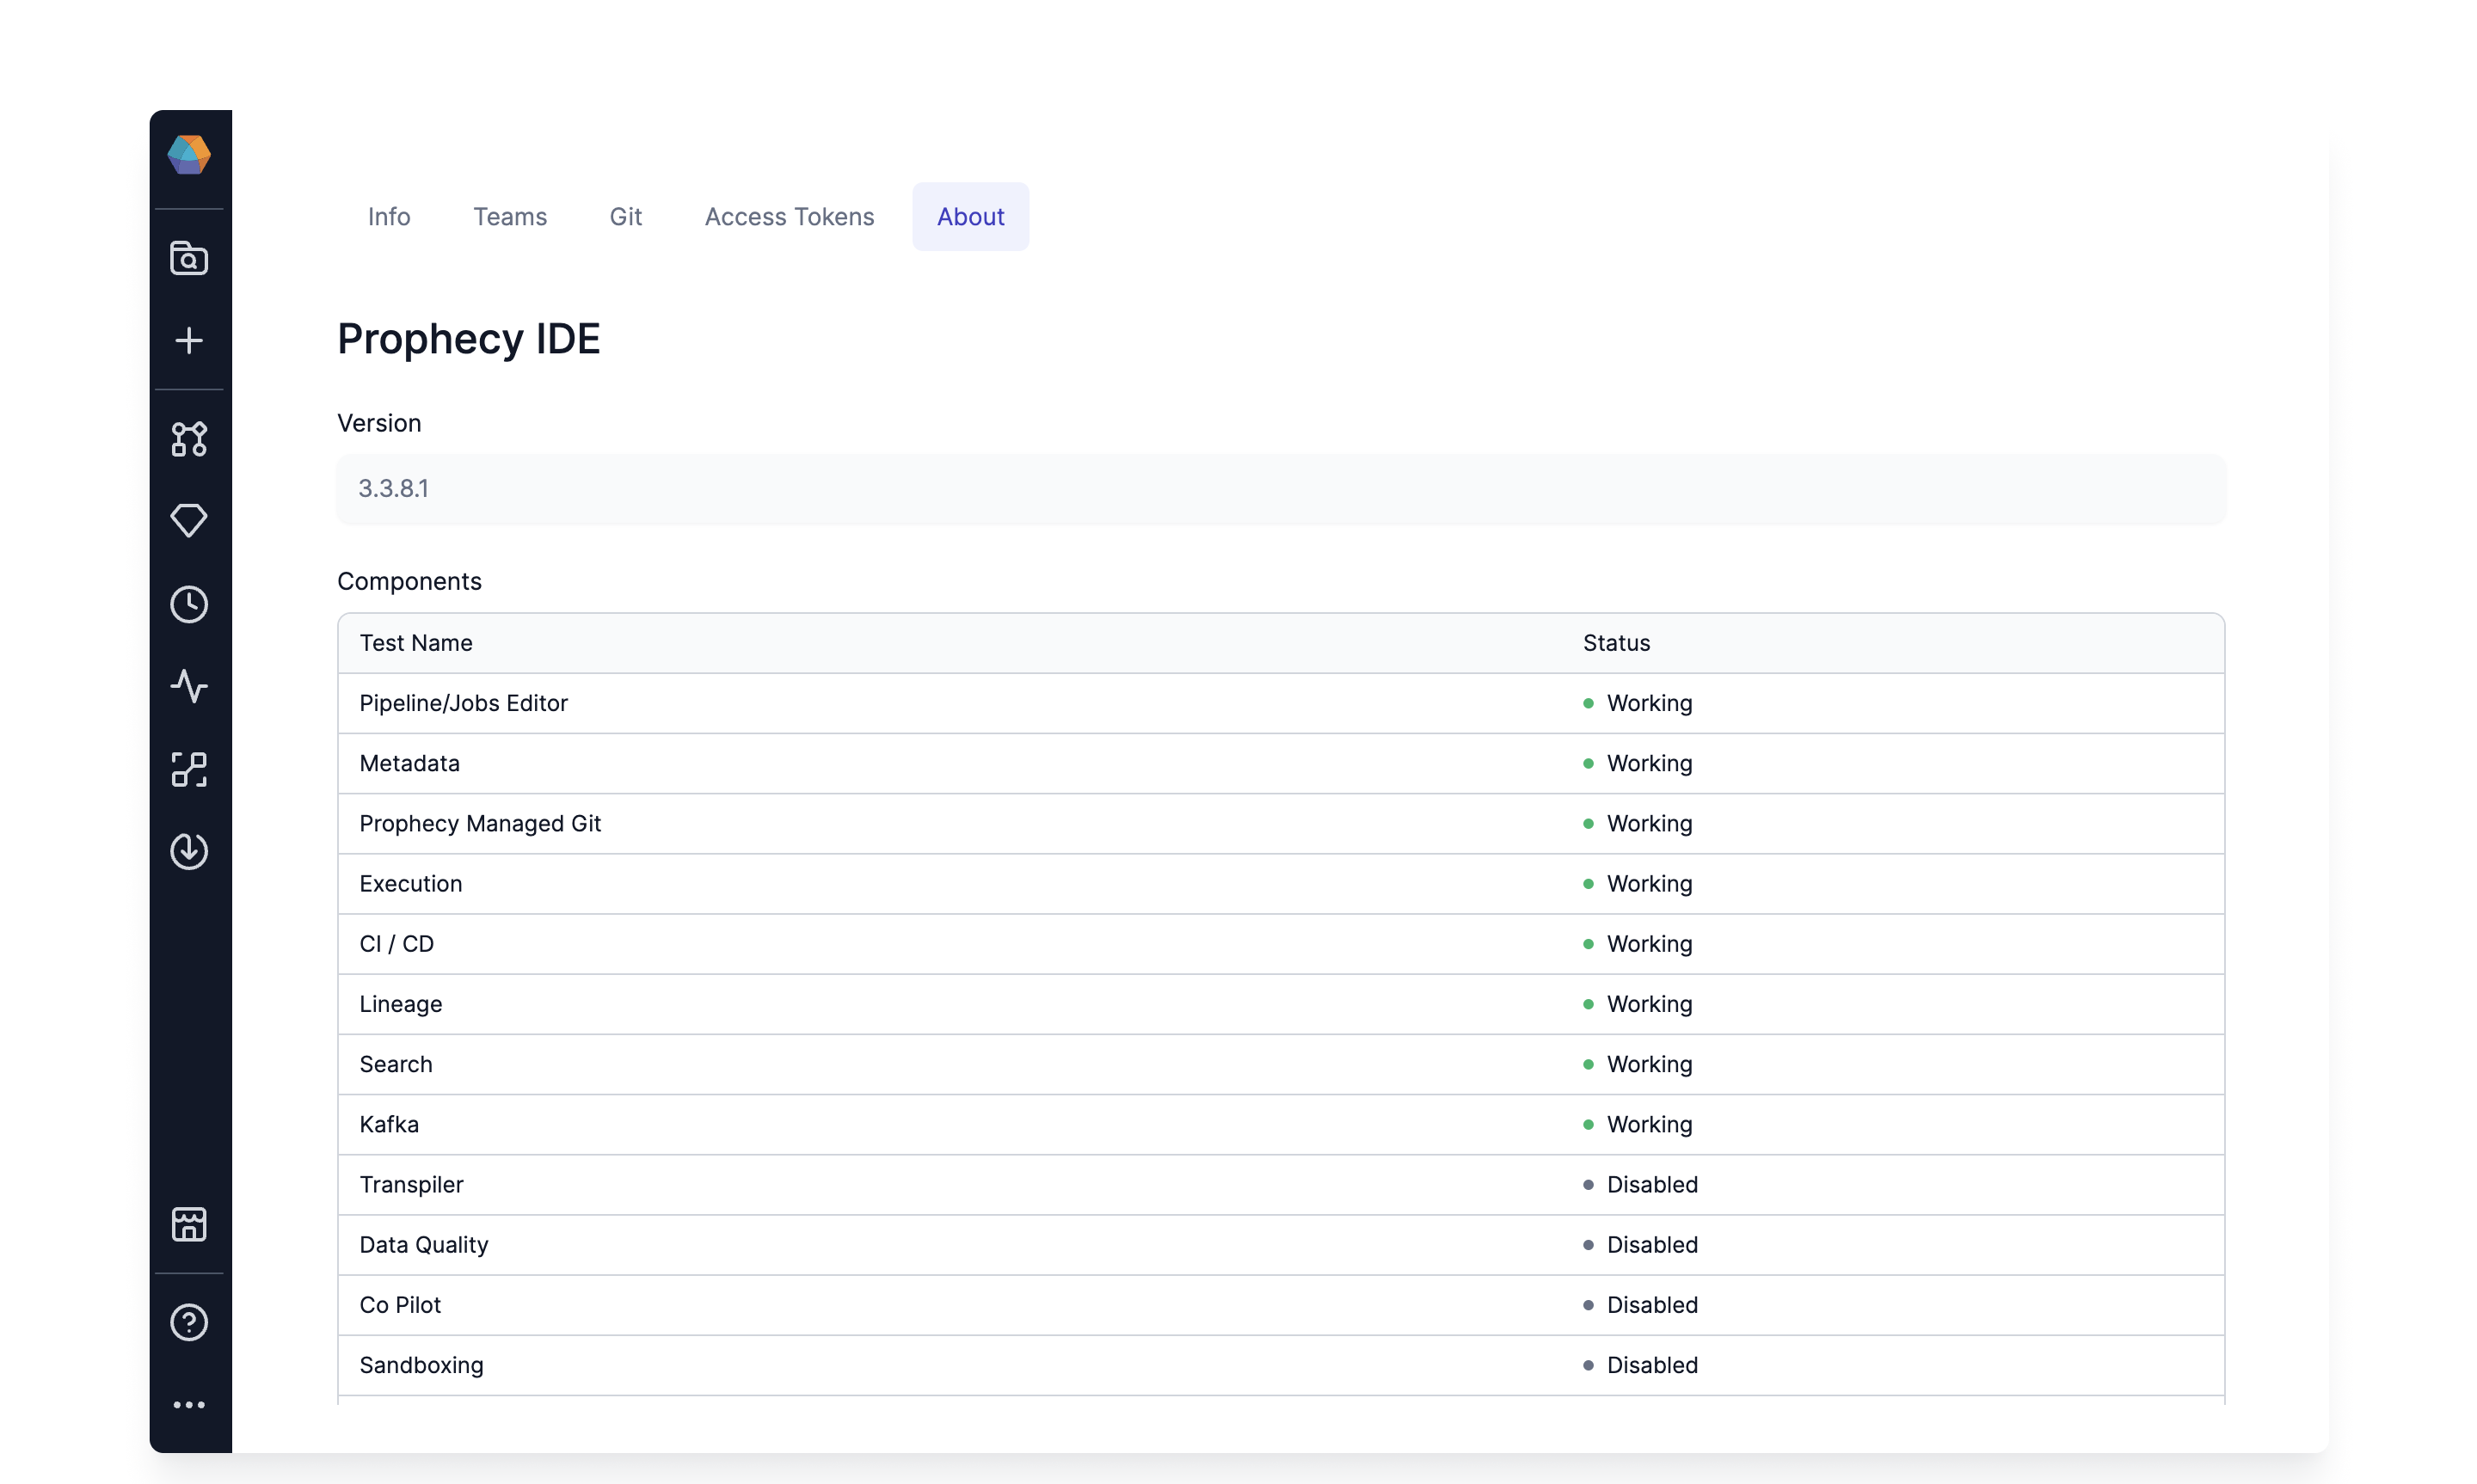 Info Teams Git Access Tokens About
Prophecy IDE
Version
3.3.8.1
Components
Test Name Status
Pipeline/Jobs Editor Working
Metadata Working
Prophecy Managed Git Working
Execution Working
CI / CD Working
Lineage Working
Search Working
Kafka Working
Transpiler Disabled
Data Quality Disabled
Co Pilot Disabled
Sandboxing Disabled